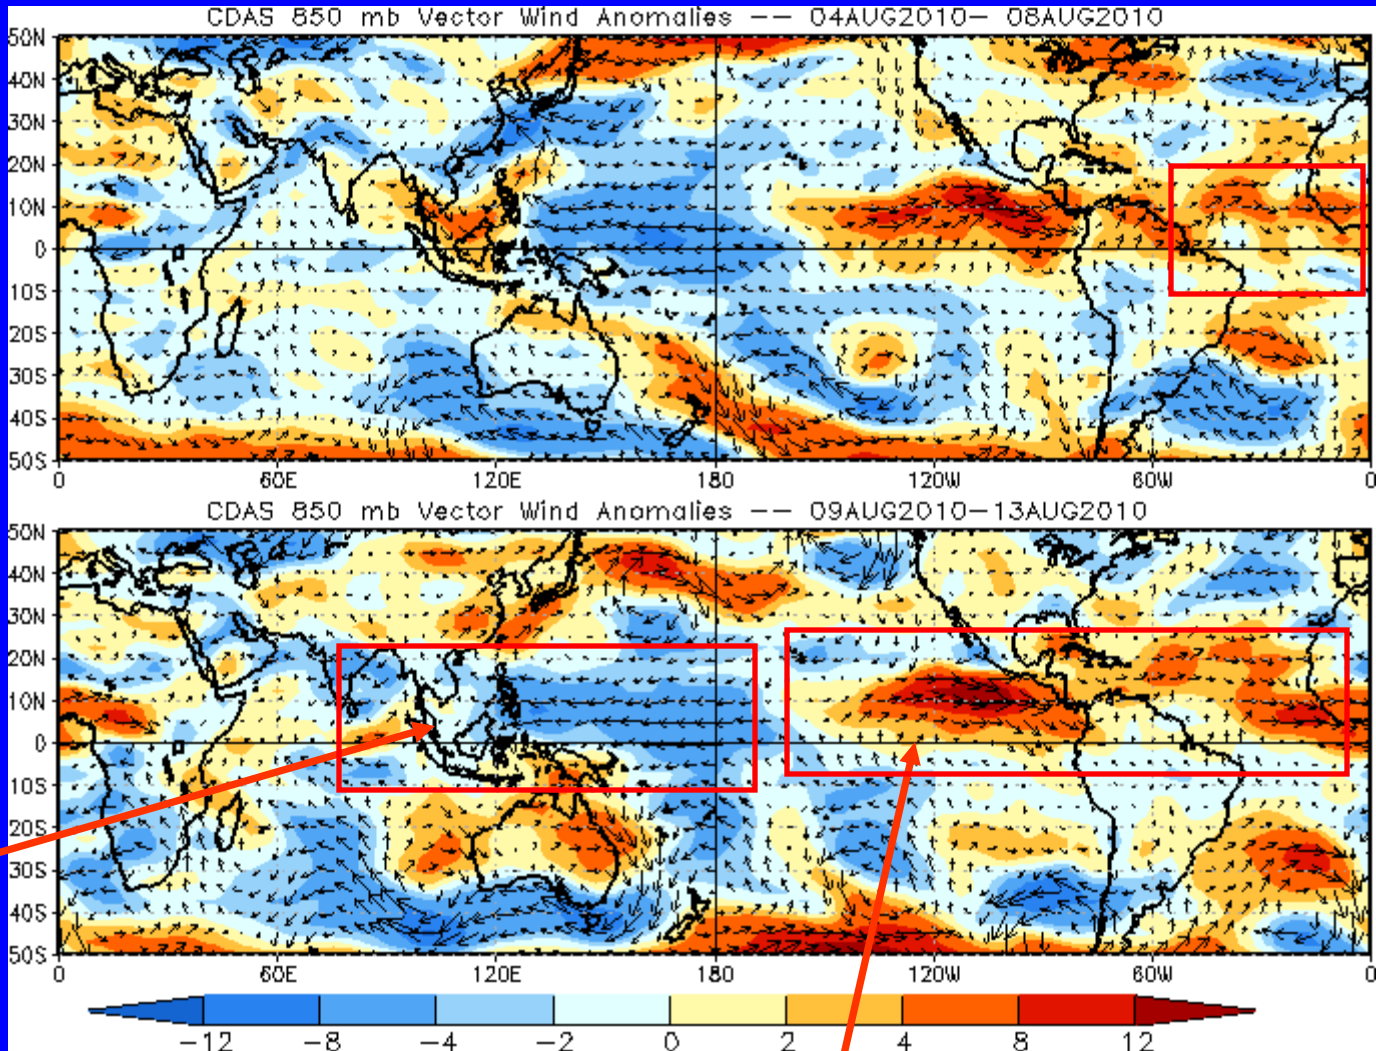 CDAS 850 mb Vector Wind Anomalies -- 04AUG2010- 08AUG2010
50N
40N
30N
20N
10N
0
10S
20S
30S
40S
50S
0 60E 120E 180 120W 60W 0
CDAS 850 mb Vector Wind Anomalies -- 09AUG2010-13AUG2010
50N
40N
30N
20N
10N
0
10S
20S
30S
40S
50S
0 60E 120E 180 120W 60W 0
-12 -8 -4 -2 0 2 4 8 12